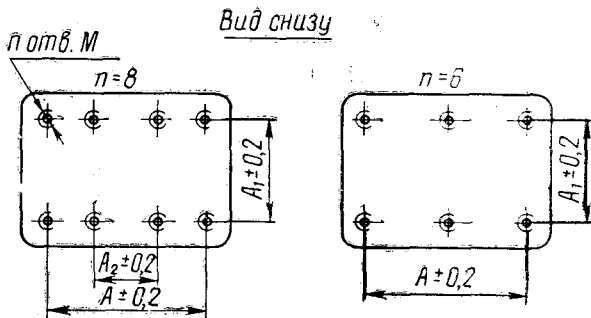 Вид снизу
п отв. М
n=8
n=6
A₁±0,2
A₁±0,2
A₂±0,2
A±0,2
A±0,2